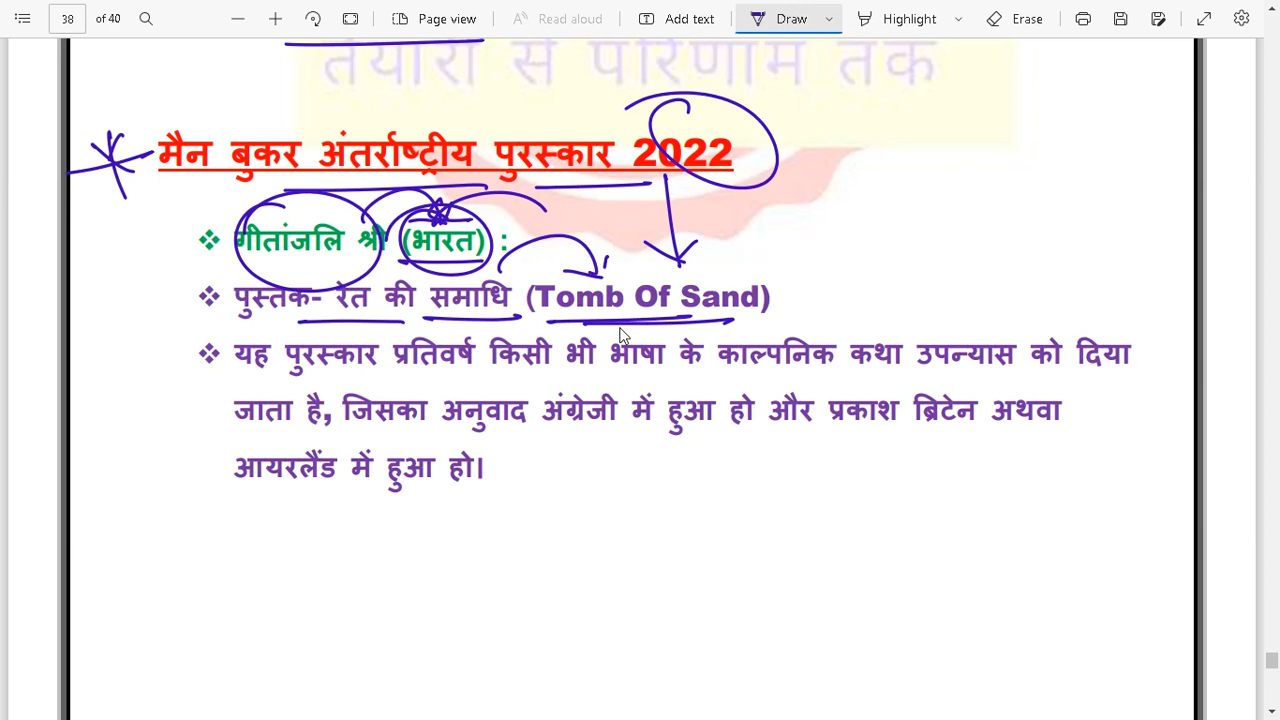 38 of 40 Page view Read aloud Add text Draw Highlight Erase
तैयारी से परिणाम तक
मैन बुकर अंतर्राष्ट्रीय पुरस्कार 2022
❖ गीतांजलि श्री (भारत) :
❖ पुस्तक- रेत की समाधि (Tomb Of Sand)
❖ यह पुरस्कार प्रतिवर्ष किसी भी भाषा के काल्पनिक कथा उपन्यास को दिया
जाता है, जिसका अनुवाद अंग्रेजी में हुआ हो और प्रकाश ब्रिटेन अथवा
आयरलैंड में हुआ हो।